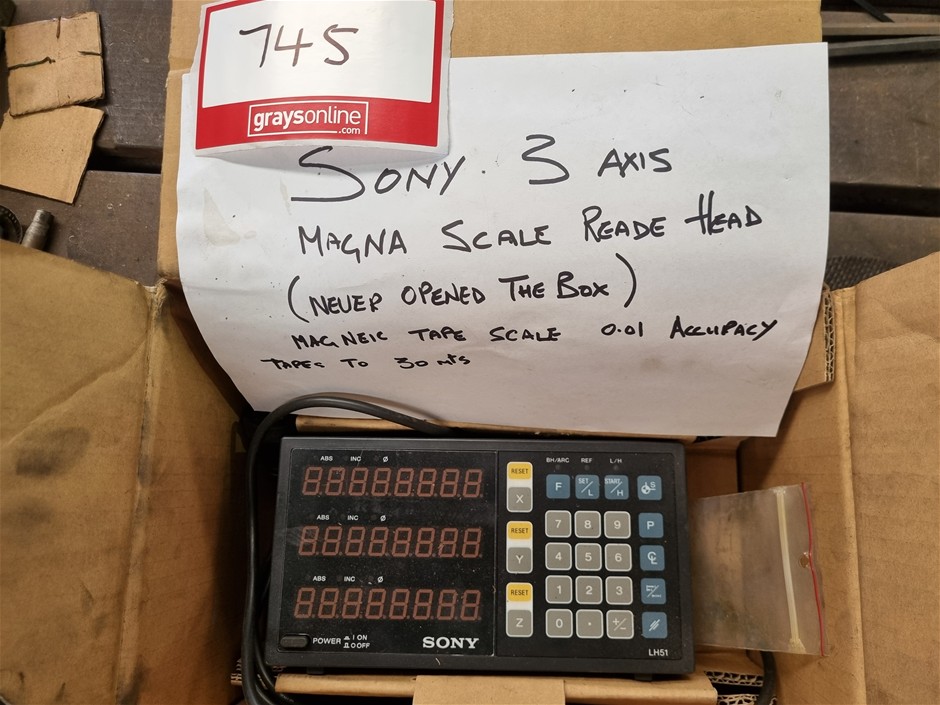 745
graysonline
.com
SONY. 3 AXIS
MAGNA SCALE READE HEAD
(NEVER OPENED THE BOX)
MAGNEIC TAPE SCALE 0.01 ACCUPACY
TAPES TO 30 MTS
ABS INC Ø
ABS INC Ø
ABS INC Ø
POWER I ON
O OFF
SONY
BH/ARC REF L/H
RESET
X
F SET/L START/H
7 8 9 P
RESET
Y
4 5 6
RESET
1 2 3
Z
0 . +/-
LH51